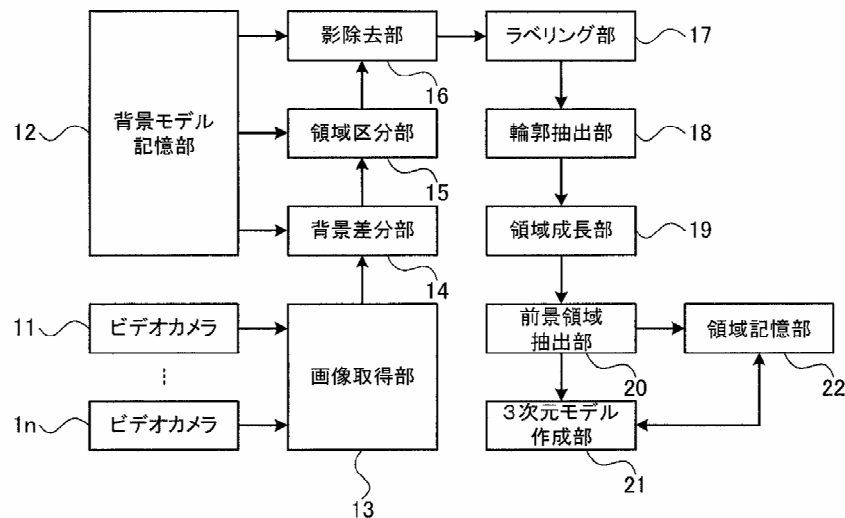 影除去部
16
ラベリング部
17
12
背景モデル
記憶部
領域区分部
15
輪郭抽出部
18
背景差分部
14
領域成長部
19
11
ビデオカメラ
1n
ビデオカメラ
画像取得部
13
前景領域
抽出部
20
領域記憶部
22
3次元モデル
作成部
21